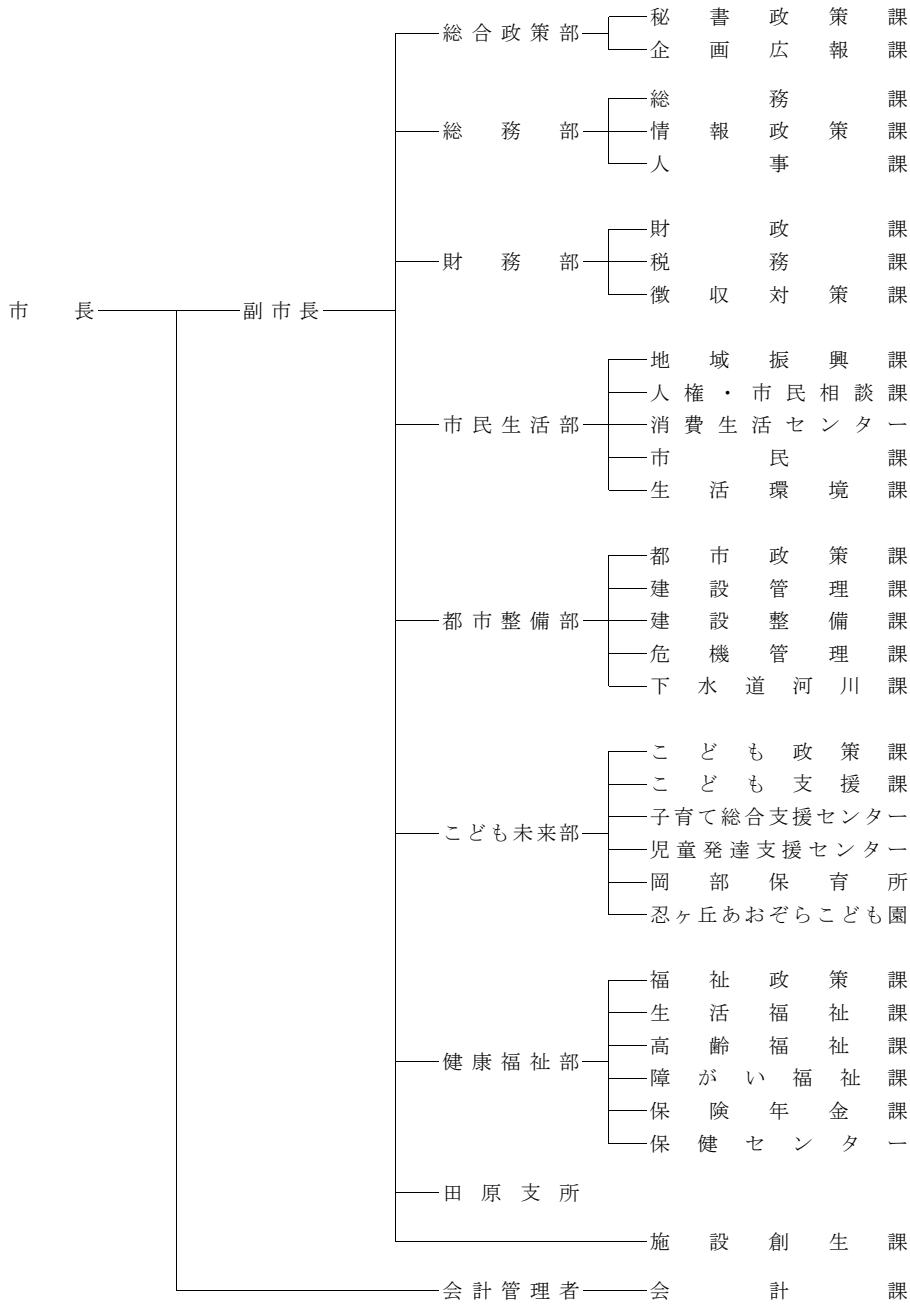 秘書政策課
総合政策部
企画広報課
総務課
総務部 情報政策課
人事課
財政課
財務部 税務課
徴収対策課
市長 副市長
地域振興課
人権・市民相談課
市民生活部 消費生活センター
市民課
生活環境課
都市政策課
建設管理課
都市整備部 建設整備課
危機管理課
下水道河川課
こども政策課
こども支援課
子育て総合支援センター
こども未来部
児童発達支援センター
岡部保育所
忍ヶ丘あおぞらこども園
福祉政策課
生活福祉課
高齢福祉課
健康福祉部
障がい福祉課
保険年金課
保健センター
田原支所
施設創生課
会計管理者 会計課